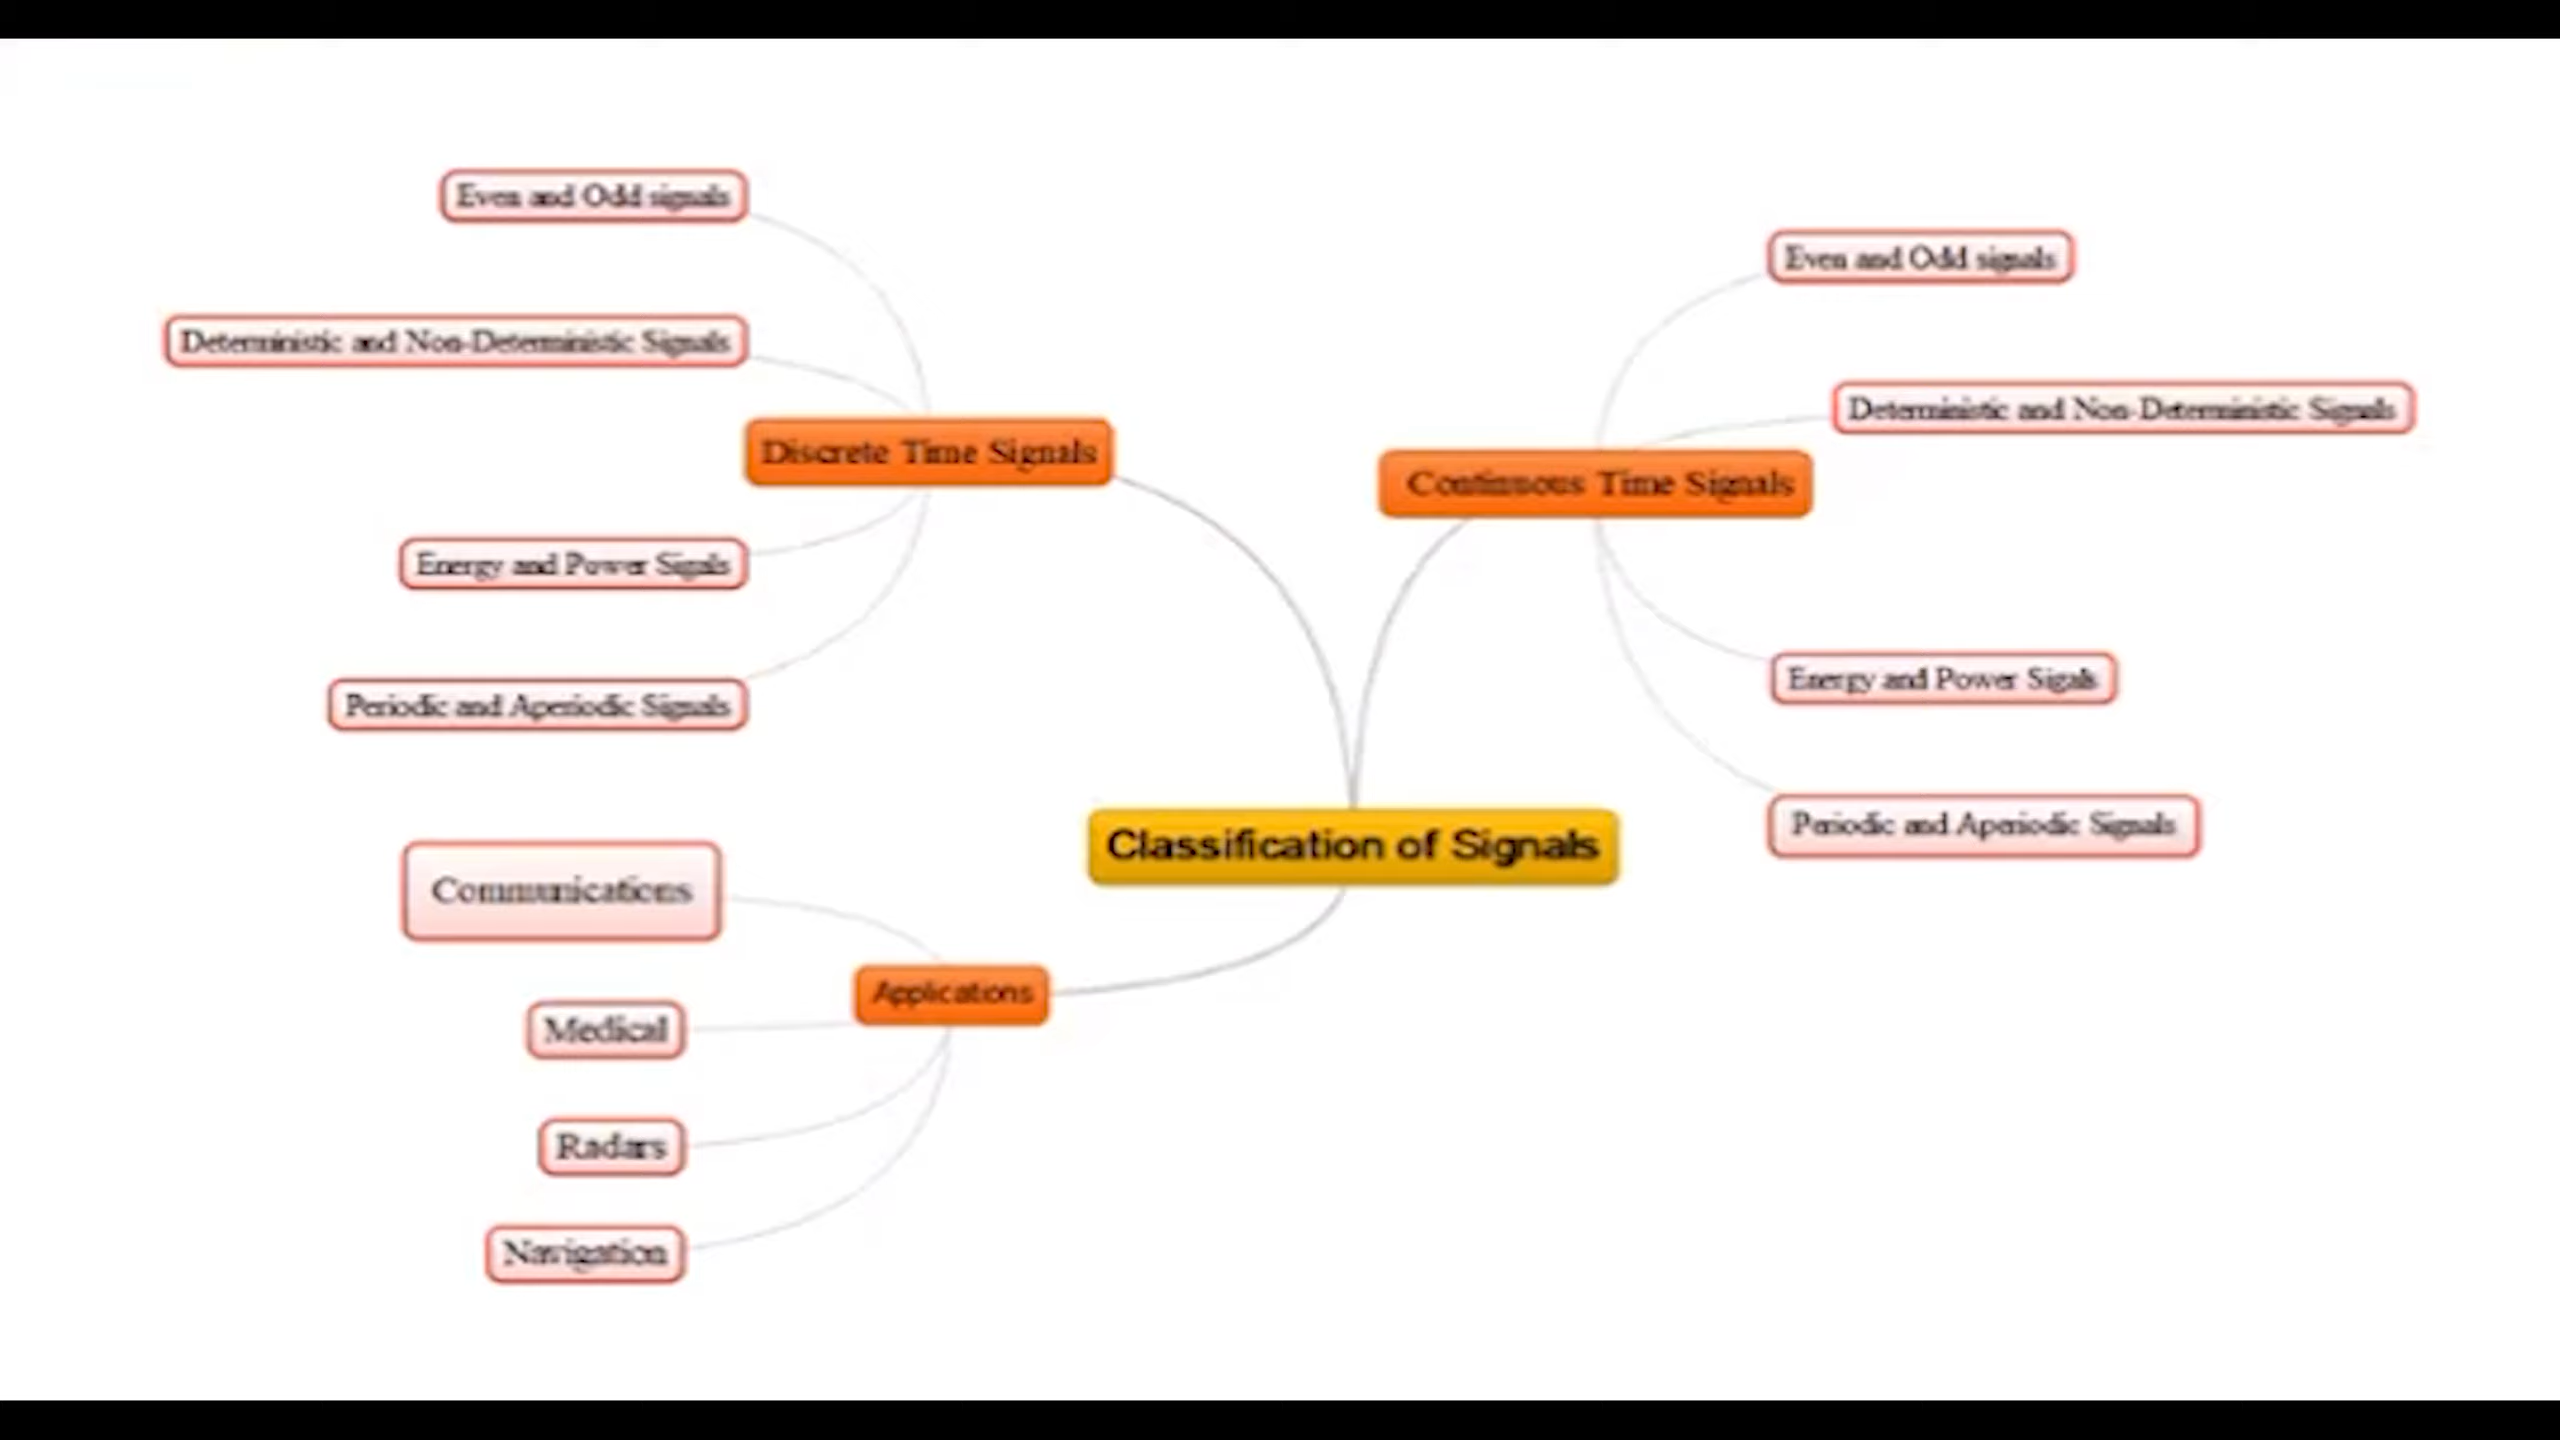 Even and Odd signals
Deterministic and Non-Deterministic Signals
Discrete Time Signals
Energy and Power Signals
Periodic and Aperiodic Signals
Even and Odd signals
Deterministic and Non-Deterministic Signals
Continuous Time Signals
Energy and Power Sigals
Periodic and Aperiodic Signals
Classification of Signals
Communications
Applications
Medical
Radars
Navigation